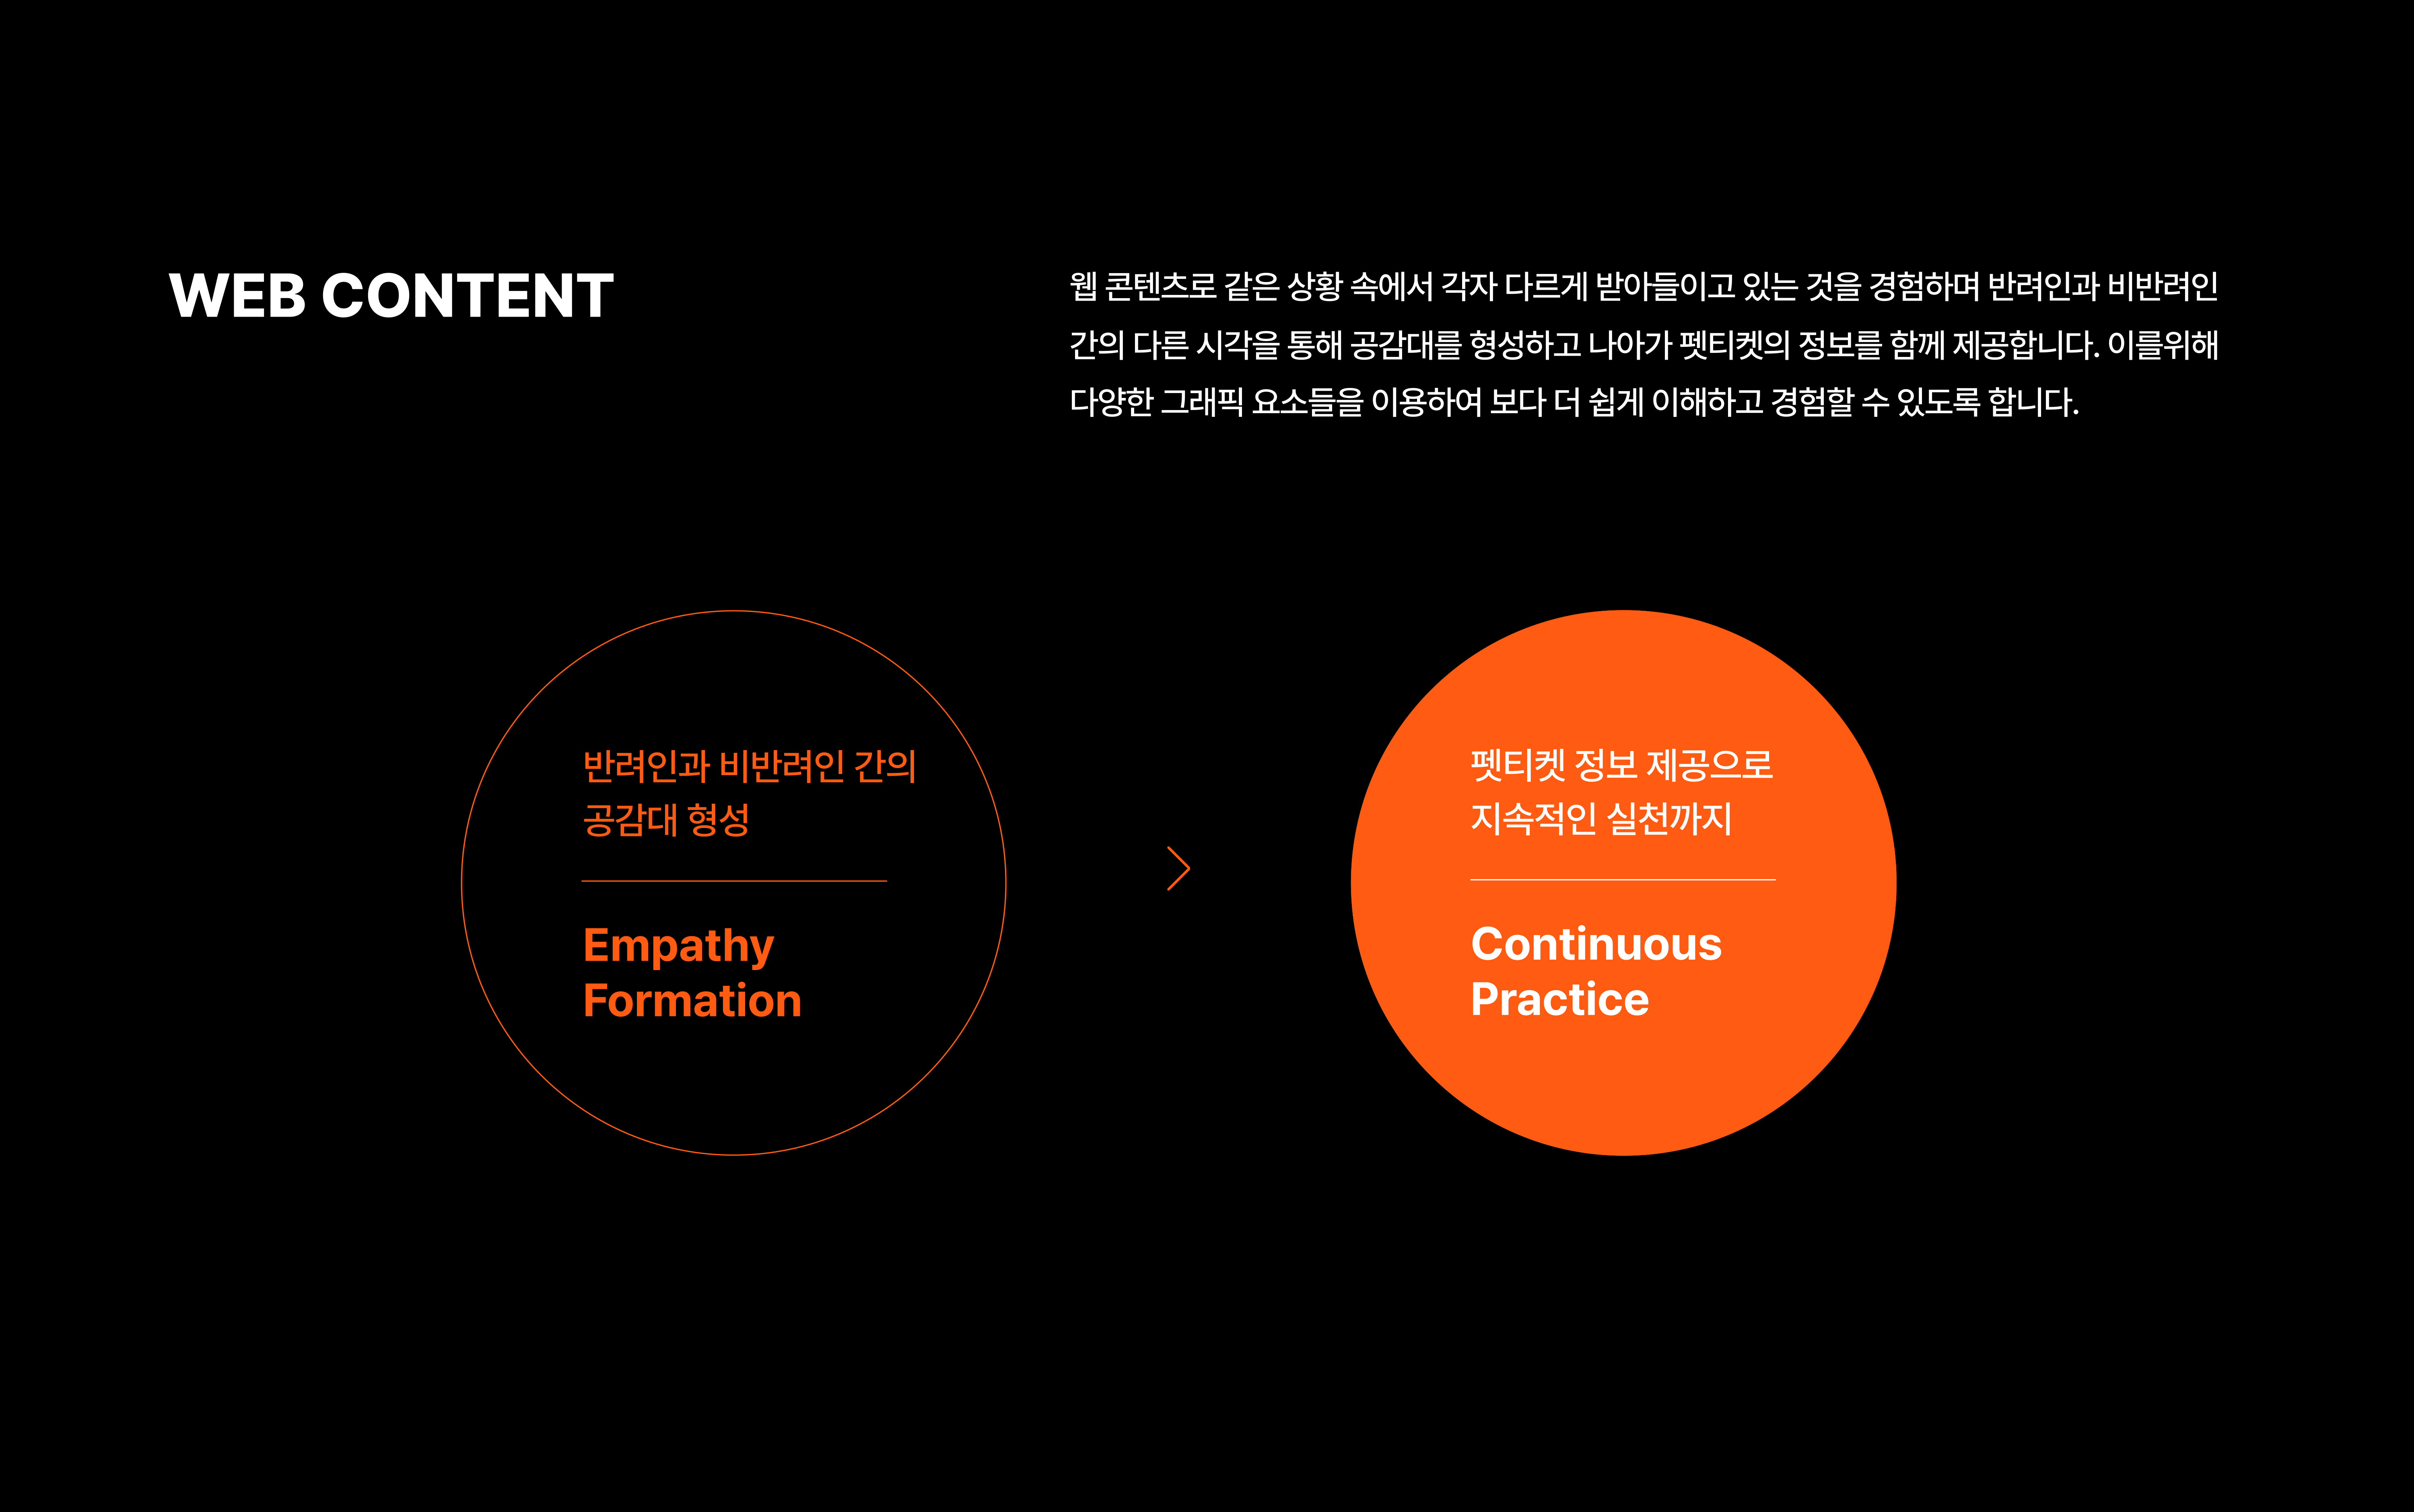 WEB CONTENT
웹 콘텐츠로 같은 상황 속에서 각자 다르게 받아들이고 있는 것을 경험하며 반려인과 비반려인
간의 다른 시각을 통해 공감대를 형성하고 나아가 펫티켓의 정보를 함께 제공합니다. 이를위해
다양한 그래픽 요소들을 이용하여 보다 더 쉽게 이해하고 경험할 수 있도록 합니다.
반려인과 비반려인 간의
공감대 형성
Empathy
Formation
펫티켓 정보 제공으로
지속적인 실천까지
Continuous
Practice